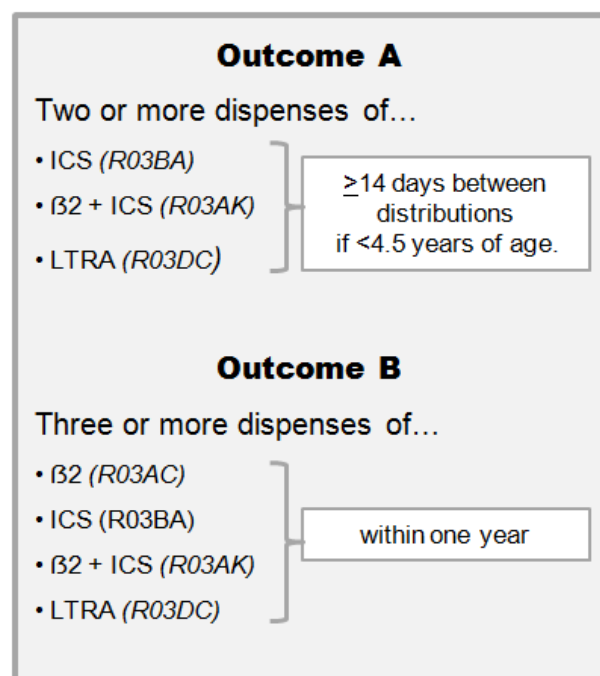 Outcome A
Two or more dispenses of…
• ICS (R03BA)
• ß2 + ICS (R03AK)
• LTRA (R03DC)
≥14 days between
distributions
if <4.5 years of age.
Outcome B
Three or more dispenses of…
• ß2 (R03AC)
• ICS (R03BA)
• ß2 + ICS (R03AK)
• LTRA (R03DC)
within one year